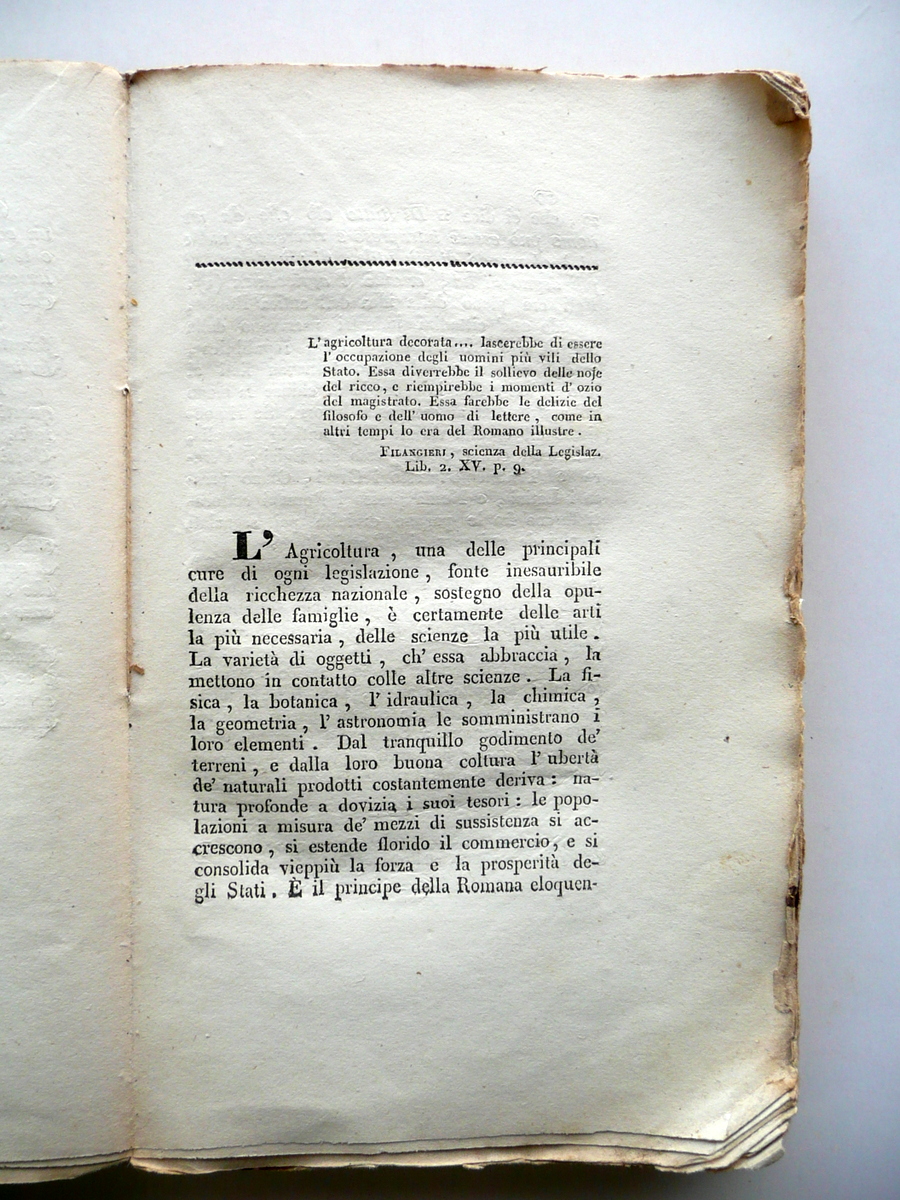 L'agricoltura decorata.... lascerebbe di essere
l' occupazione degli uomini più vili dello
Stato. Essa diverrebbe il sollievo delle noje
del ricco, e riempirebbe i momenti d' ozio
del magistrato. Essa farebbe le delizie del
filosofo e dell' uomo di lettere , come in
altri tempi lo era del Romano illustre .
FILANGIERI , scienza della Legislaz.
Lib. 2. XV. p. 9.
L' Agricoltura , una delle principali
cure di ogni legislazione , fonte inesauribile
della ricchezza nazionale , sostegno della opu-
lenza delle famiglie , è certamente delle arti
la più necessaria , delle scienze la più utile .
La varietà di oggetti , ch' essa abbraccia , la
mettono in contatto colle altre scienze . La fi-
sica , la botanica , l' idraulica , la chimica ,
la geometria , l' astronomia le somministrano i
loro elementi . Dal tranquillo godimento de'
terreni , e dalla loro buona coltura l' ubertà
de' naturali prodotti costantemente deriva : na-
tura profonde a dovizia i suoi tesori : le popo-
lazioni a misura de' mezzi di sussistenza si ac-
crescono , si estende florido il commercio, e si
consolida vieppiù la forza e la prosperità de-
gli Stati . È il principe della Romana eloquen-